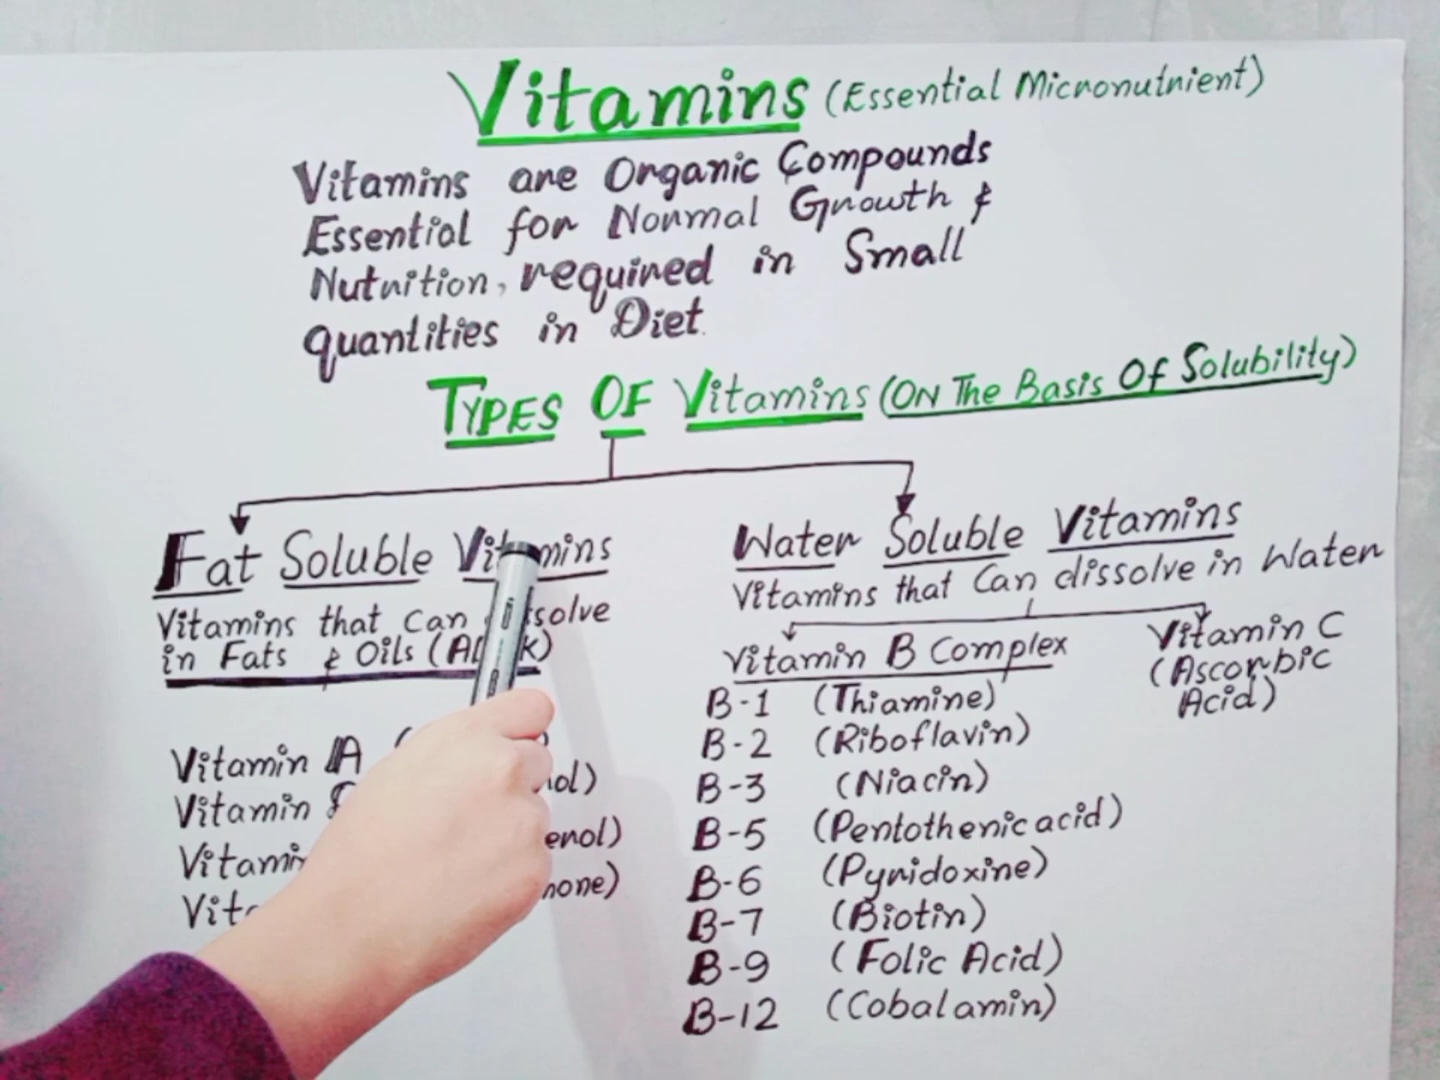 Vitamins (Essential Micronutrient)
Vitamins are Organic Compounds
Essential for Normal Growth &
Nutrition, required in Small
quantities in Diet.
TYPES OF Vitamins (ON The Basis Of Solubility)
Fat Soluble Vitamins
Vitamins that can
in Fats & Oils
Vitamin A
Vitamin
Water Soluble Vitamins
Vitamins that Can dissolve in Water
Vitamin B Complex
B-1 (Thiamine)
B-2 (Riboflavin)
B-3 (Niacin)
B-5 (Pentothenic acid)
B-6 (Pyridoxine)
B-7 (Biotin)
B-9 (Folic Acid)
B-12 (Cobalamin)
Vitamin C
(Ascorbic
Acid)